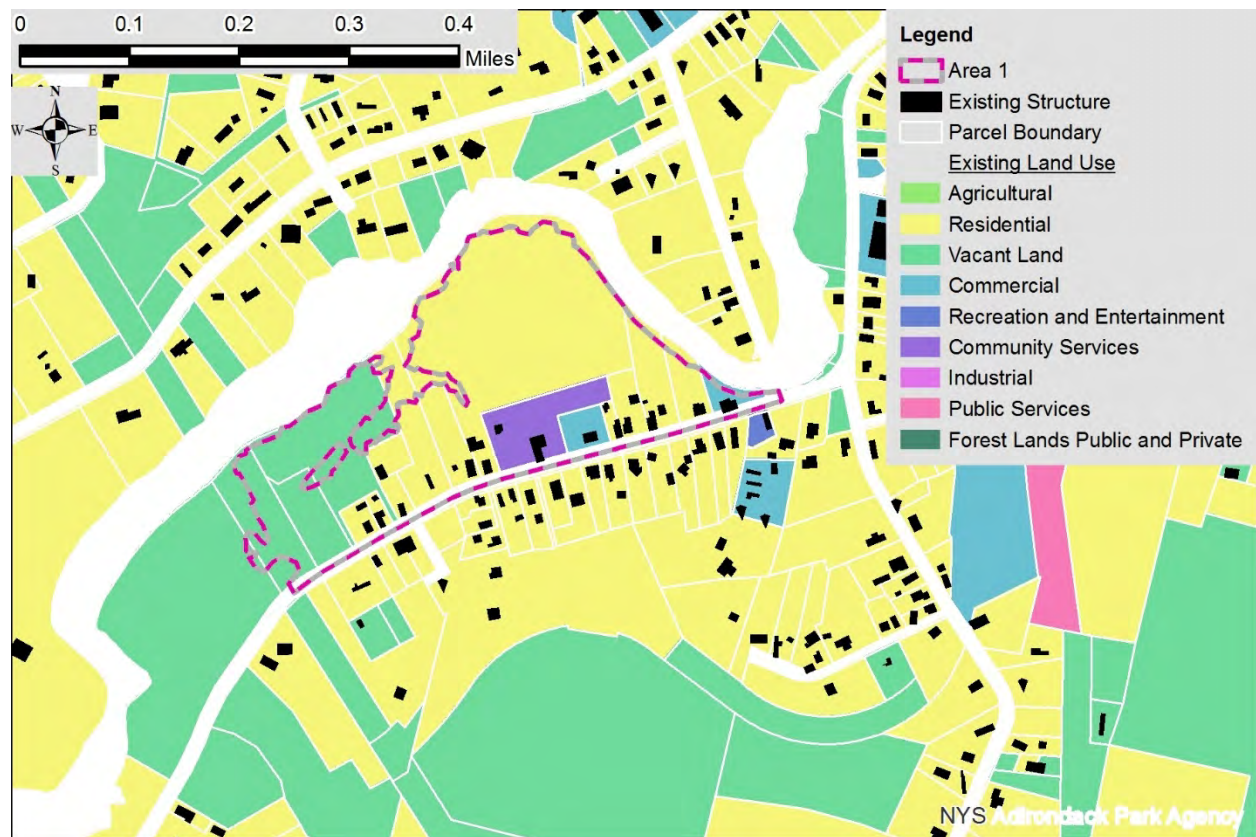 0 0.1 0.2 0.3 0.4
Miles
N
W E
S
Legend
Area 1
Existing Structure
Parcel Boundary
Existing Land Use
Agricultural
Residential
Vacant Land
Commercial
Recreation and Entertainment
Community Services
Industrial
Public Services
Forest Lands Public and Private
NYS Adirondack Park Agency